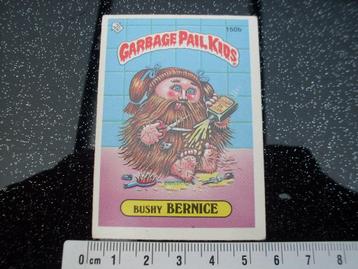 150b
GARBAGE PAIL KIDS
BUSHY BERNICE
0 cm 1 2 3 4 5 6 7 8